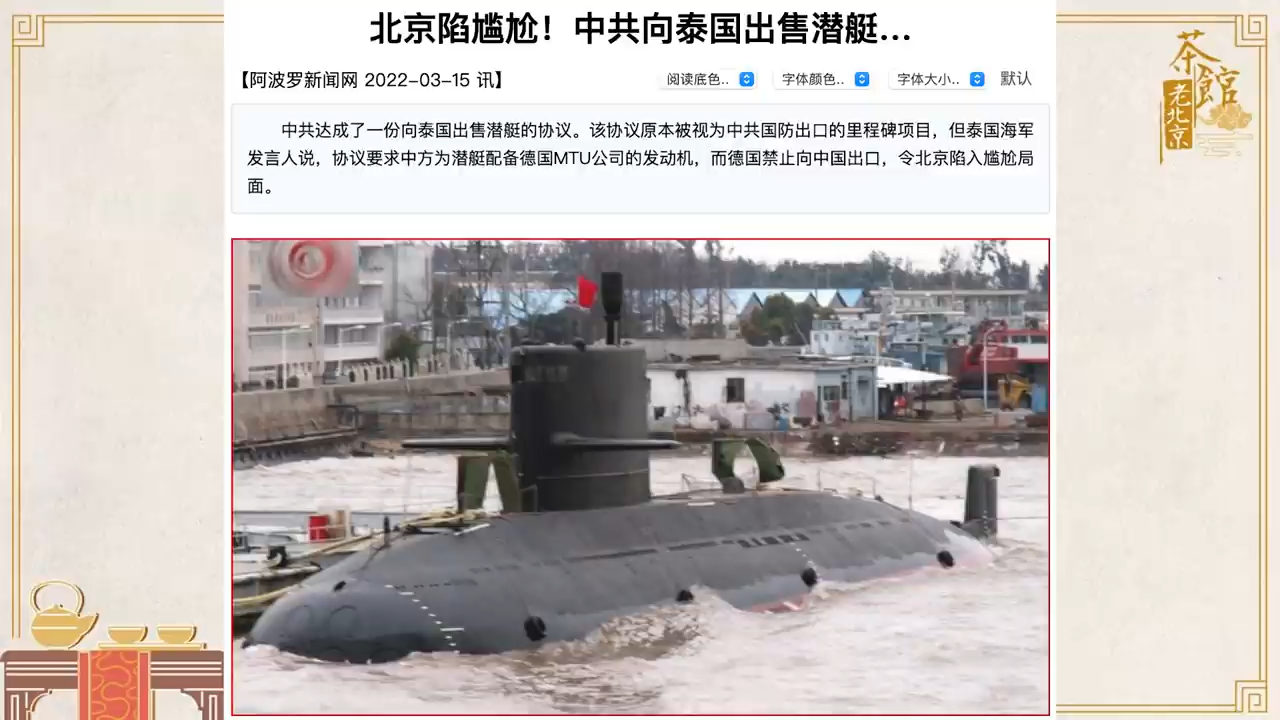 北京陷尴尬！中共向泰国出售潜艇...
【阿波罗新闻网 2022-03-15 讯】
阅读底色..
字体颜色..
字体大小..
默认
中共达成了一份向泰国出售潜艇的协议。该协议原本被视为中共国防出口的里程碑项目，但泰国海军
发言人说，协议要求中方为潜艇配备德国MTU公司的发动机，而德国禁止向中国出口，令北京陷入尴尬局
面。
茶館
老北京